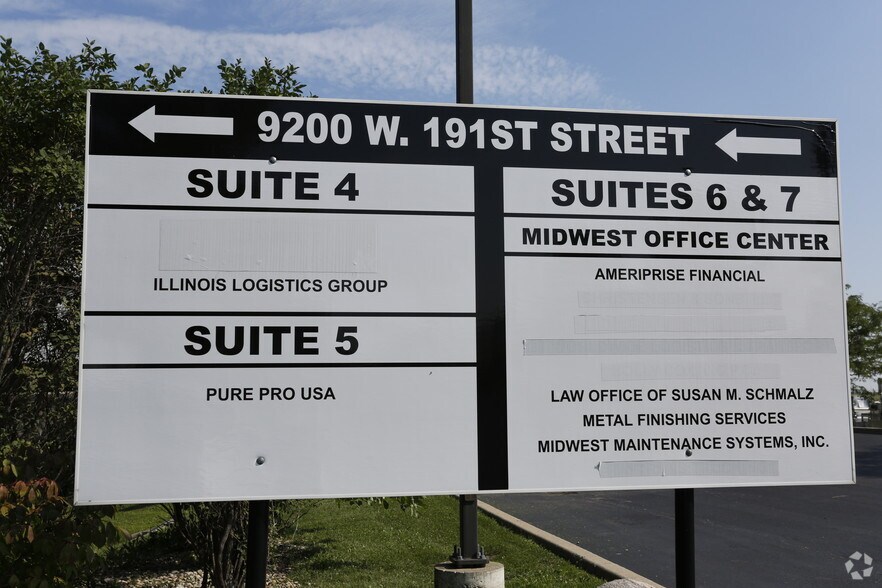 9200 W. 191ST STREET
SUITE 4
ILLINOIS LOGISTICS GROUP
SUITE 5
PURE PRO USA
SUITES 6 & 7
MIDWEST OFFICE CENTER
AMERIPRISE FINANCIAL
LAW OFFICE OF SUSAN M. SCHMALZ
METAL FINISHING SERVICES
MIDWEST MAINTENANCE SYSTEMS, INC.